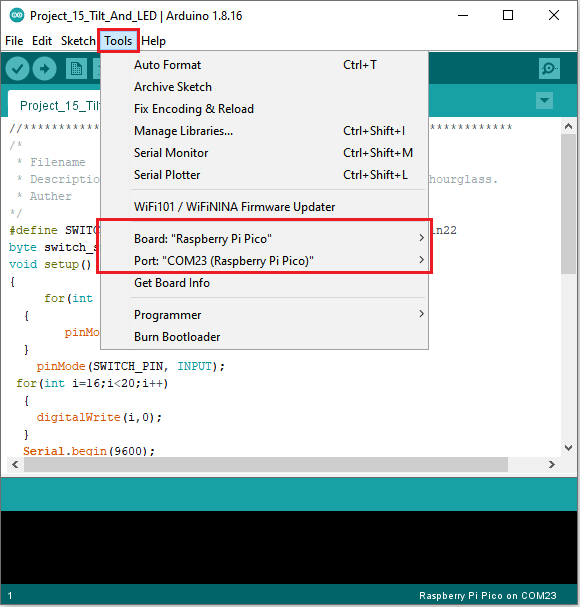 Project_15_Tilt_And_LED | Arduino 1.8.16
File Edit Sketch Tools Help
Auto Format Ctrl+T
Archive Sketch
Fix Encoding & Reload
Manage Libraries... Ctrl+Shift+I
Serial Monitor Ctrl+Shift+M
Serial Plotter Ctrl+Shift+L
WiFi101 / WiFiNINA Firmware Updater
Board: "Raspberry Pi Pico"
Port: "COM23 (Raspberry Pi Pico)"
Get Board Info
Programmer
Burn Bootloader
Project_15_Til
//**********
/*
* Filename
* Descriptio hourglass.
* Auther
*/
#define SWITC in22
byte switch_s
void setup()
{
for(int
{
pinMo
}
pinMode(SWITCH_PIN, INPUT);
for(int i=16;i<20;i++)
{
digitalWrite(i,0);
}
Serial.begin(9600);
1 Raspberry Pi Pico on COM23